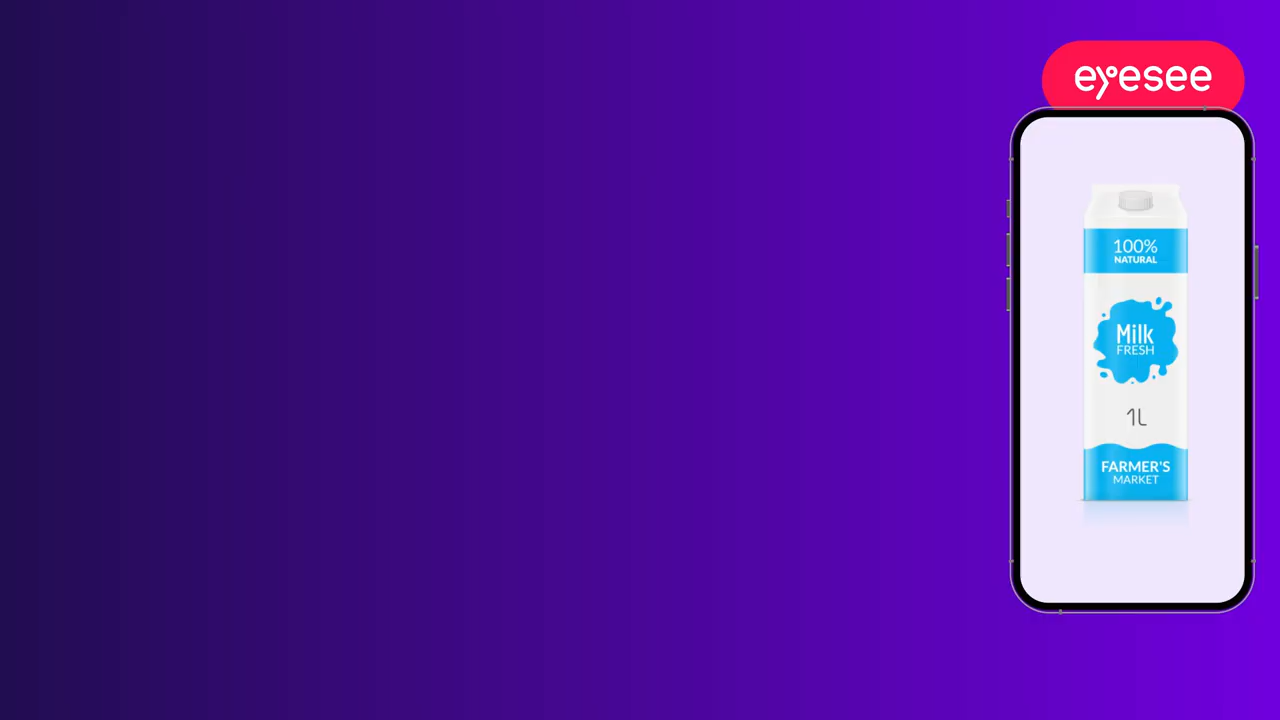 eyesee
100%
NATURAL
Milk
FRESH
1L
FARMER'S
MARKET